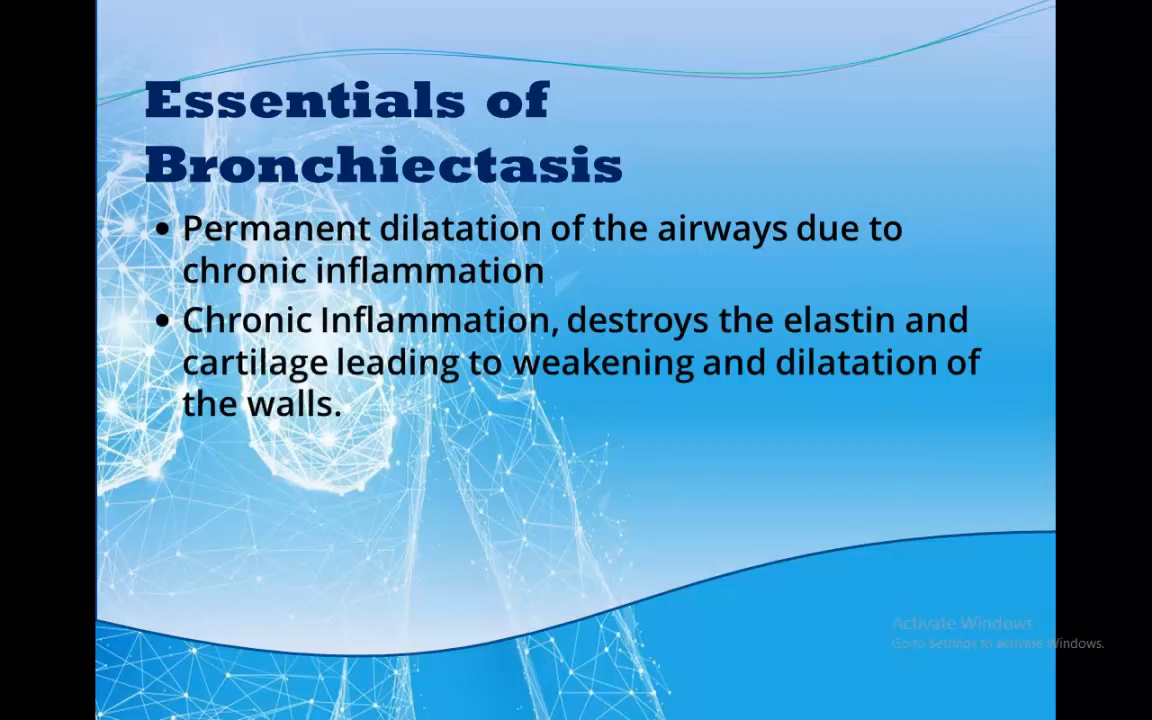 Essentials of
Bronchiectasis
• Permanent dilatation of the airways due to
chronic inflammation
• Chronic Inflammation, destroys the elastin and
cartilage leading to weakening and dilatation of
the walls.
Activate Windows
Go to Settings to activate Windows.